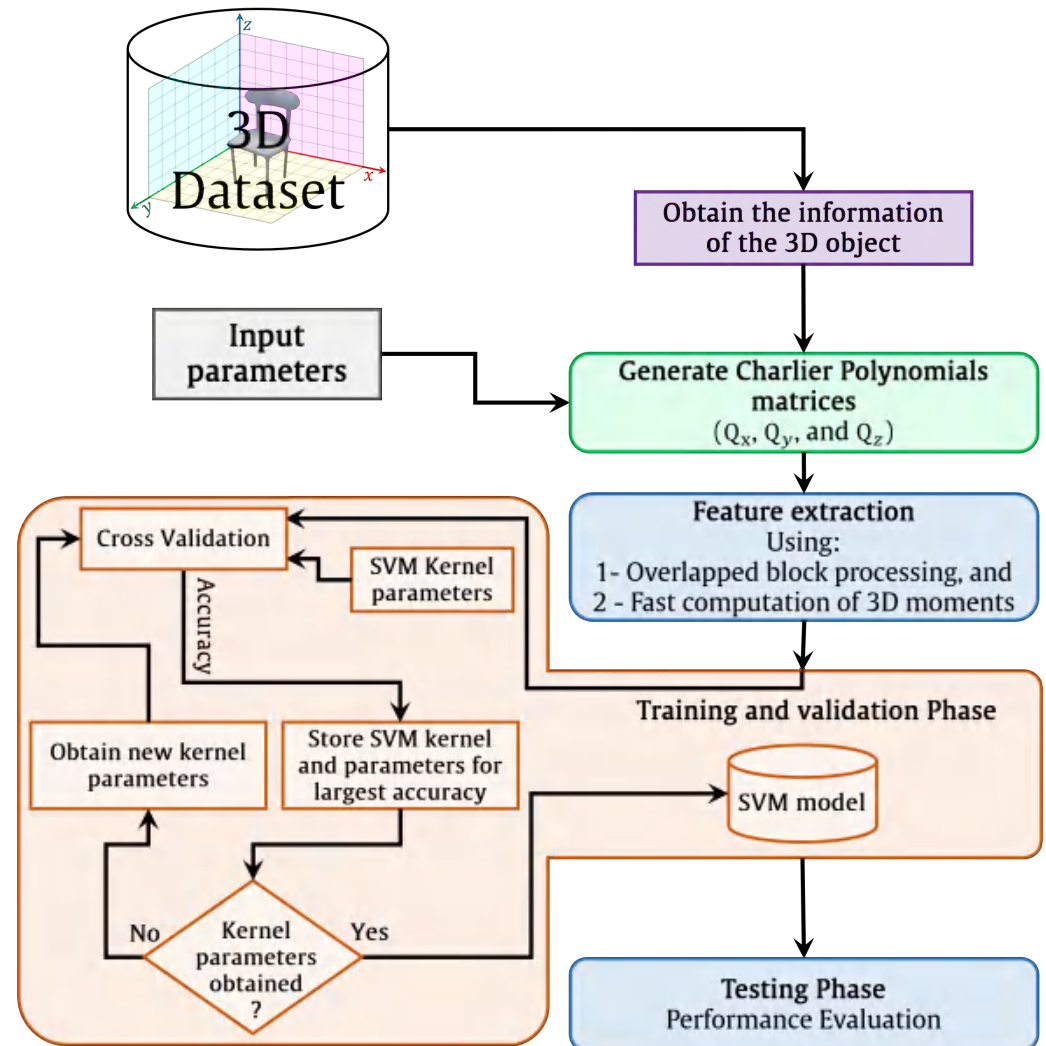 z
3D
Dataset
x
y
Obtain the information
of the 3D object
Input
parameters
Generate Charlier Polynomials
matrices
(Qx, Qy, and Qz)
Feature extraction
Using:
1- Overlapped block processing, and
2 - Fast computation of 3D moments
Cross Validation
SVM Kernel
parameters
Accuracy
Training and validation Phase
Obtain new kernel
parameters
Store SVM kernel
and parameters for
largest accuracy
SVM model
No
Kernel
parameters
obtained
?
Yes
Testing Phase
Performance Evaluation